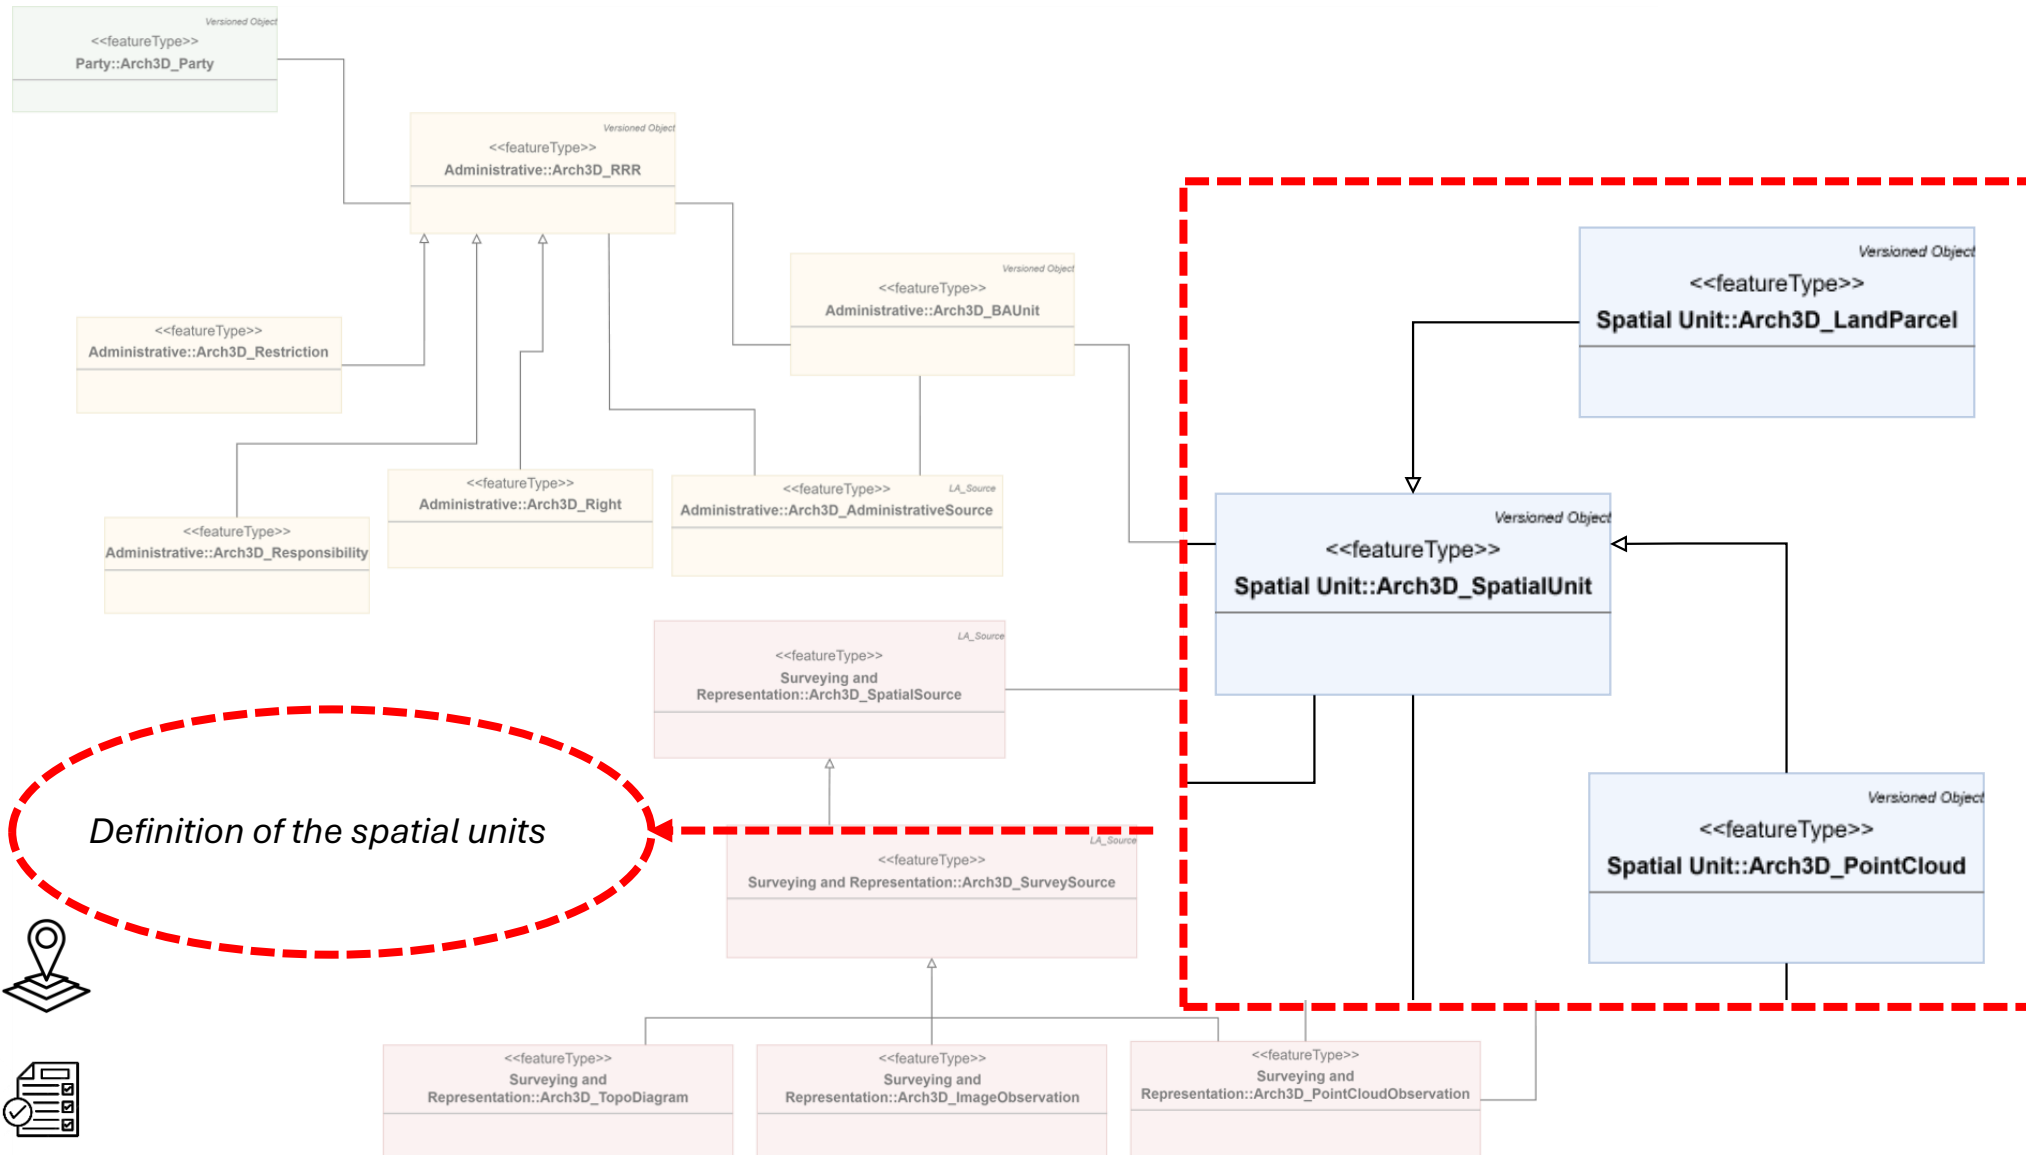 Versioned Object
<<featureType>>
Party::Arch3D_Party
Versioned Object
<<featureType>>
Administrative::Arch3D_RRR
Versioned Object
<<featureType>>
Administrative::Arch3D_BAUnit
<<featureType>>
Administrative::Arch3D_Restriction
<<featureType>>
Administrative::Arch3D_Responsibility
<<featureType>>
Administrative::Arch3D_Right
<<featureType>>
LA_Source
Administrative::Arch3D_AdministrativeSource
Versioned Object
<<featureType>>
Spatial Unit::Arch3D_LandParcel
Versioned Object
<<featureType>>
Spatial Unit::Arch3D_SpatialUnit
Versioned Object
<<featureType>>
Spatial Unit::Arch3D_PointCloud
LA_Source
<<featureType>>
Surveying and
Representation::Arch3D_SpatialSource
Definition of the spatial units
LA_Source
<<featureType>>
Surveying and Representation::Arch3D_SurveySource
<<featureType>>
Surveying and
Representation::Arch3D_TopoDiagram
<<featureType>>
Surveying and
Representation::Arch3D_ImageObservation
<<featureType>>
Surveying and
Representation::Arch3D_PointCloudObservation